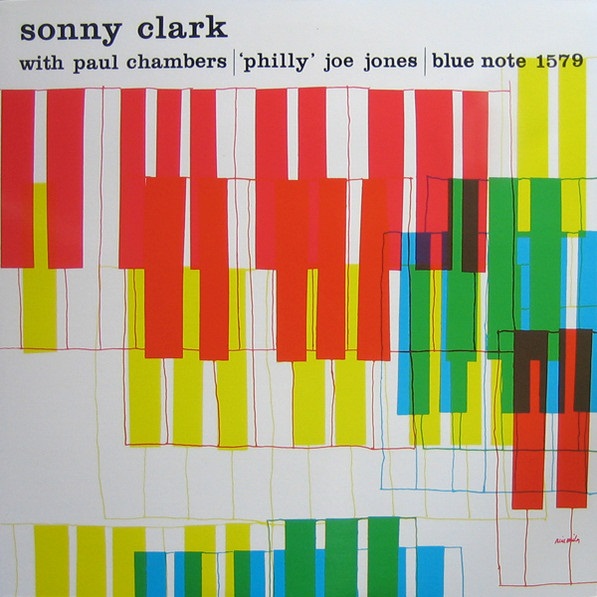 sonny clark
with paul chambers | 'philly' joe jones | blue note 1579